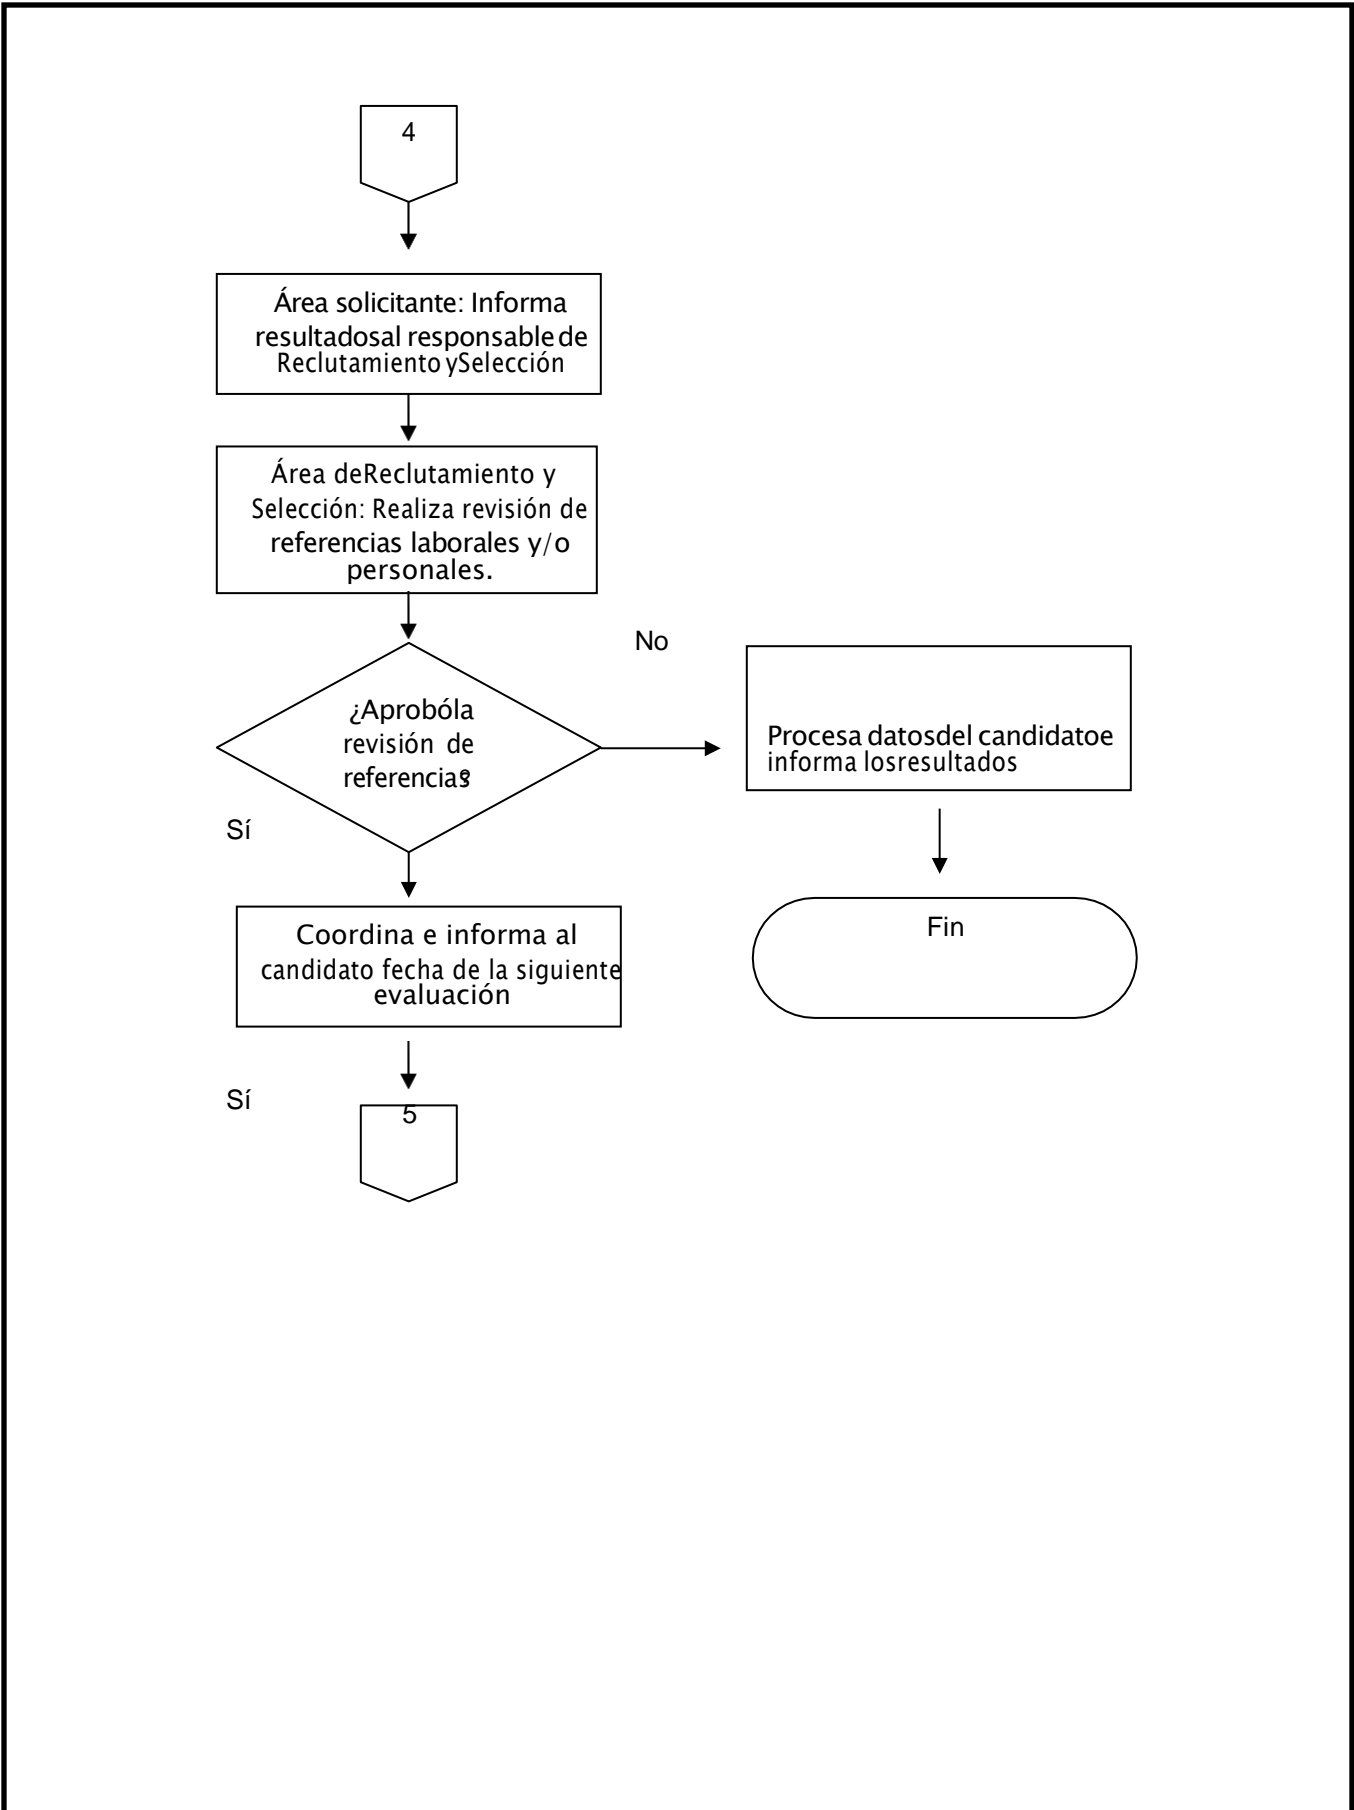 4
Área solicitante: Informa
resultadosal responsable de
Reclutamiento ySelección
Área deReclutamiento y
Selección: Realiza revisión de
referencias laborales y/o
personales.
No
¿Aprobóla
revisión de
referencias?
Procesa datosdel candidatoe
informa losresultados
Sí
Coordina e informa al
candidato fecha de la siguiente
evaluación
Fin
Sí
5